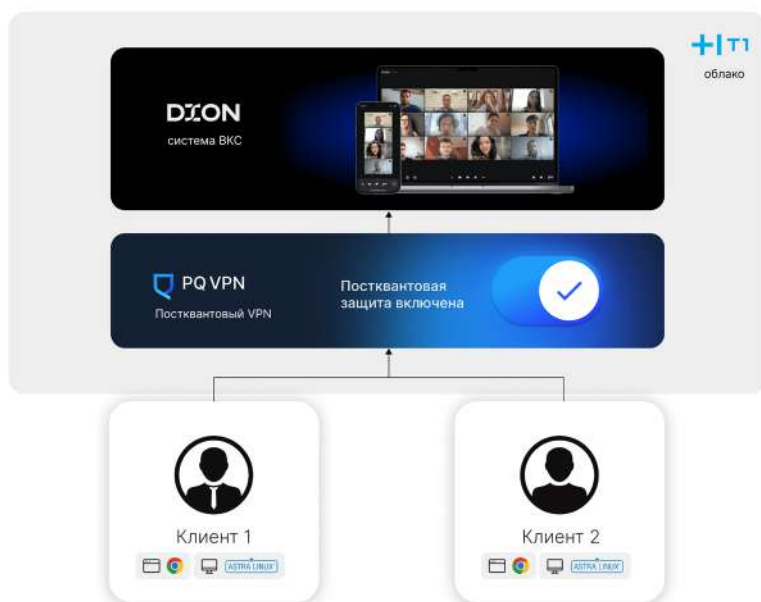 T1
облако
DION
система ВКС
PQ VPN
Постквантовый VPN
Постквантовая
защита включена
Клиент 1
ASTRA LINUX
Клиент 2
ASTRA LINUX